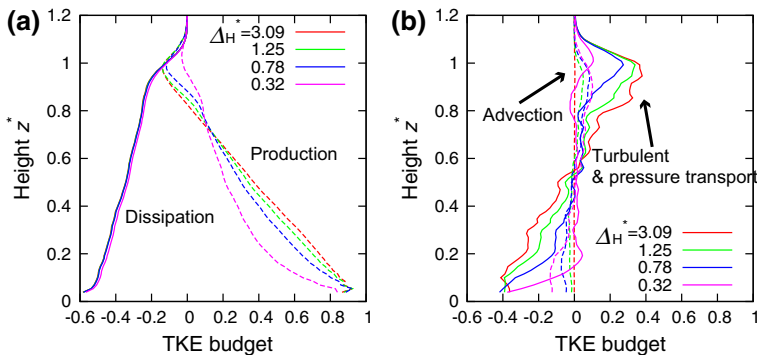 (a)
1.2
1
0.8
0.6
0.4
0.2
0
Height z*
Δ_H*=3.09
1.25
0.78
0.32
Production
Dissipation
-0.6 -0.4 -0.2 0 0.2 0.4 0.6 0.8 1
TKE budget
(b)
1.2
1
0.8
0.6
0.4
0.2
0
Height z*
Advection
Turbulent
& pressure transport
Δ_H*=3.09
1.25
0.78
0.32
-0.6 -0.4 -0.2 0 0.2 0.4 0.6 0.8 1
TKE budget